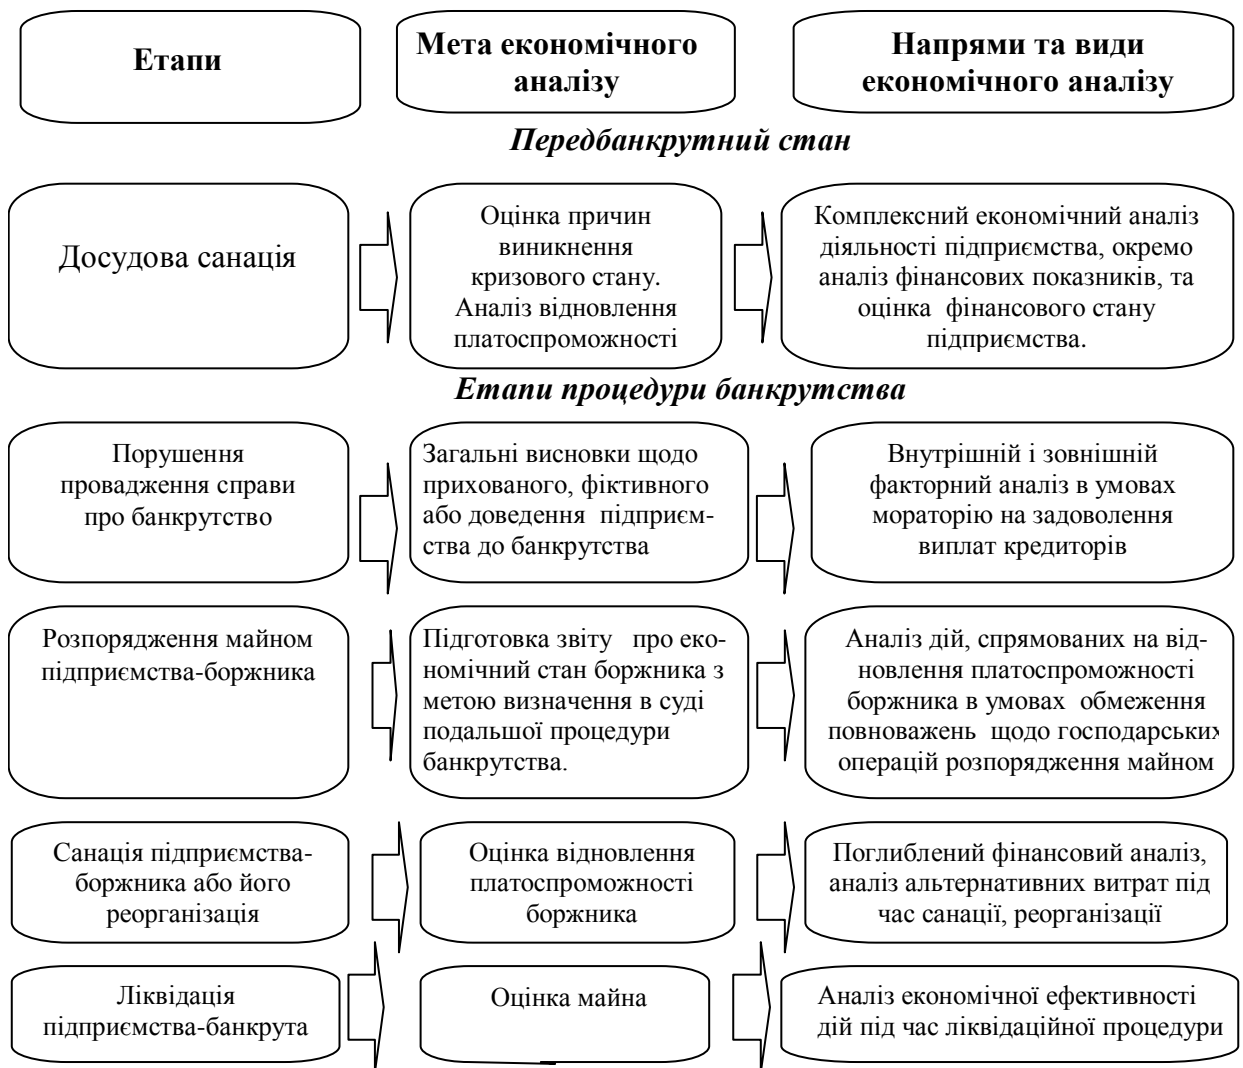 Етапи
Мета економічного
аналізу
Напрями та види
економічного аналізу
Передбанкрутний стан
Досудова санація
Оцінка причин
виникнення
кризового стану.
Аналіз відновлення
платоспроможності
Комплексний економічний аналіз
діяльності підприємства, окремо
аналіз фінансових показників, та
оцінка фінансового стану
підприємства.
Етапи процедури банкрутства
Порушення
провадження справи
про банкрутство
Загальні висновки щодо
прихованого, фіктивного
або доведення підприєм-
ства до банкрутства
Внутрішній і зовнішній
факторний аналіз в умовах
мораторію на задоволення
виплат кредиторів
Розпорядження майном
підприємства-боржника
Підготовка звіту про еко-
номічний стан боржника з
метою визначення в суді
подальшої процедури
банкрутства.
Аналіз дій, спрямованих на від-
новлення платоспроможності
боржника в умовах обмеження
повноважень щодо господарських
операцій розпорядження майном
Санація підприємства-
боржника або його
реорганізація
Оцінка відновлення
платоспроможності
боржника
Поглиблений фінансовий аналіз,
аналіз альтернативних витрат під
час санації, реорганізації
Ліквідація
підприємства-банкрута
Оцінка майна
Аналіз економічної ефективності
дій під час ліквідаційної процедури